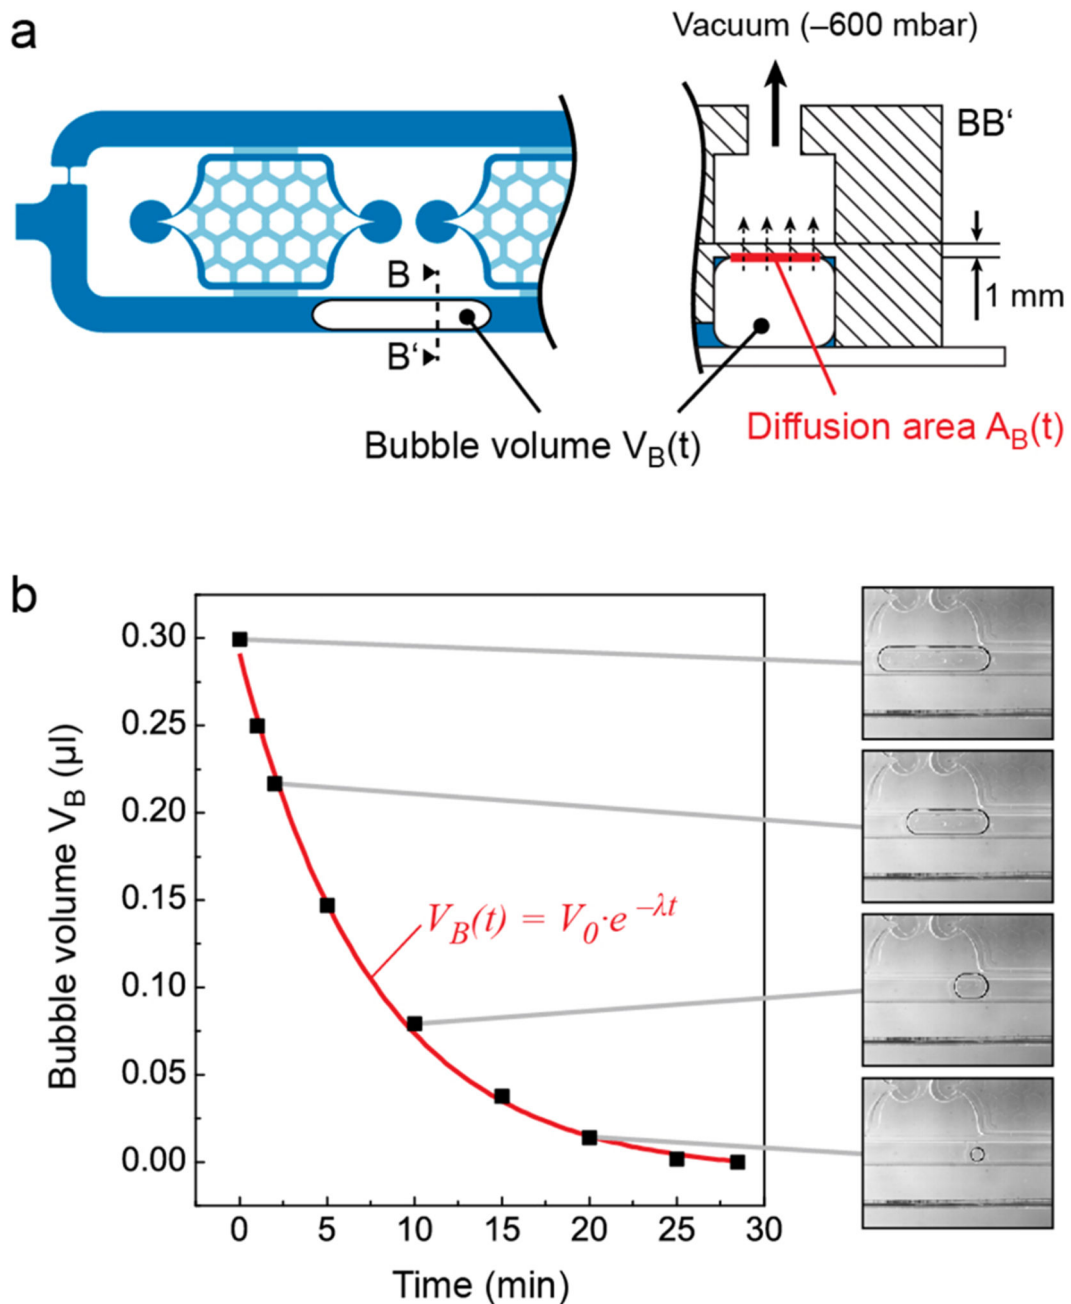 a
Vacuum (–600 mbar)
BB‘
B
B‘
1 mm
Bubble volume V_B(t)
Diffusion area A_B(t)
b
Bubble volume V_B (µl)
0.30
0.25
0.20
0.15
0.10
0.05
0.00
V_B(t) = V_0·e^{–λt}
0 5 10 15 20 25 30
Time (min)